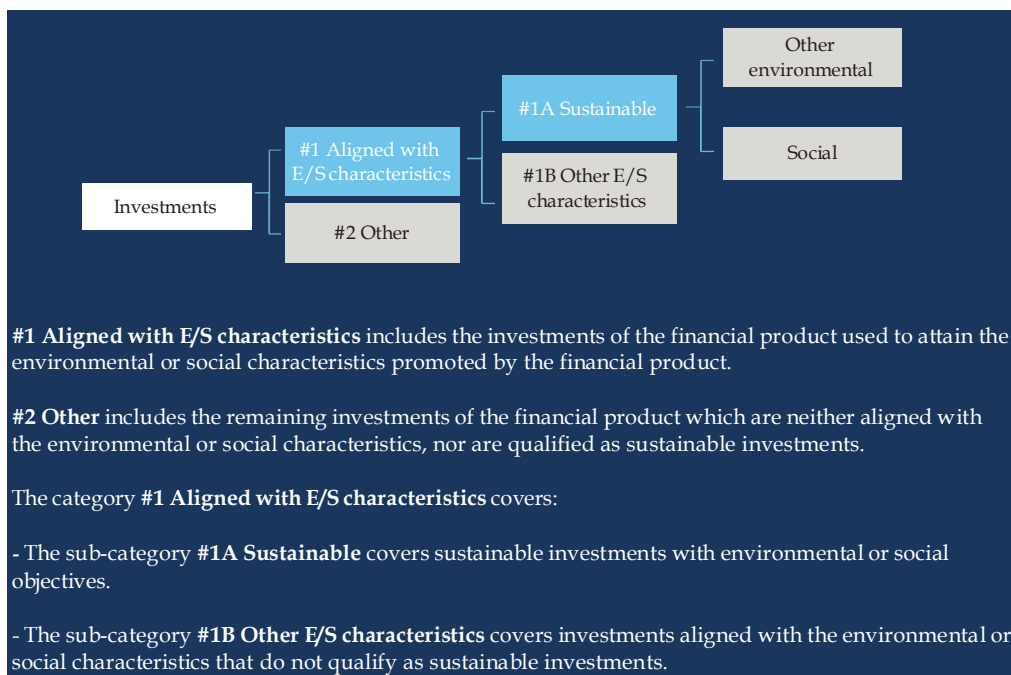 Other
environmental
#1A Sustainable
#1 Aligned with
E/S characteristics
Social
#1B Other E/S
characteristics
Investments
#2 Other
#1 Aligned with E/S characteristics includes the investments of the financial product used to attain the
environmental or social characteristics promoted by the financial product.
#2 Other includes the remaining investments of the financial product which are neither aligned with
the environmental or social characteristics, nor are qualified as sustainable investments.
The category #1 Aligned with E/S characteristics covers:
- The sub-category #1A Sustainable covers sustainable investments with environmental or social
objectives.
- The sub-category #1B Other E/S characteristics covers investments aligned with the environmental or
social characteristics that do not qualify as sustainable investments.